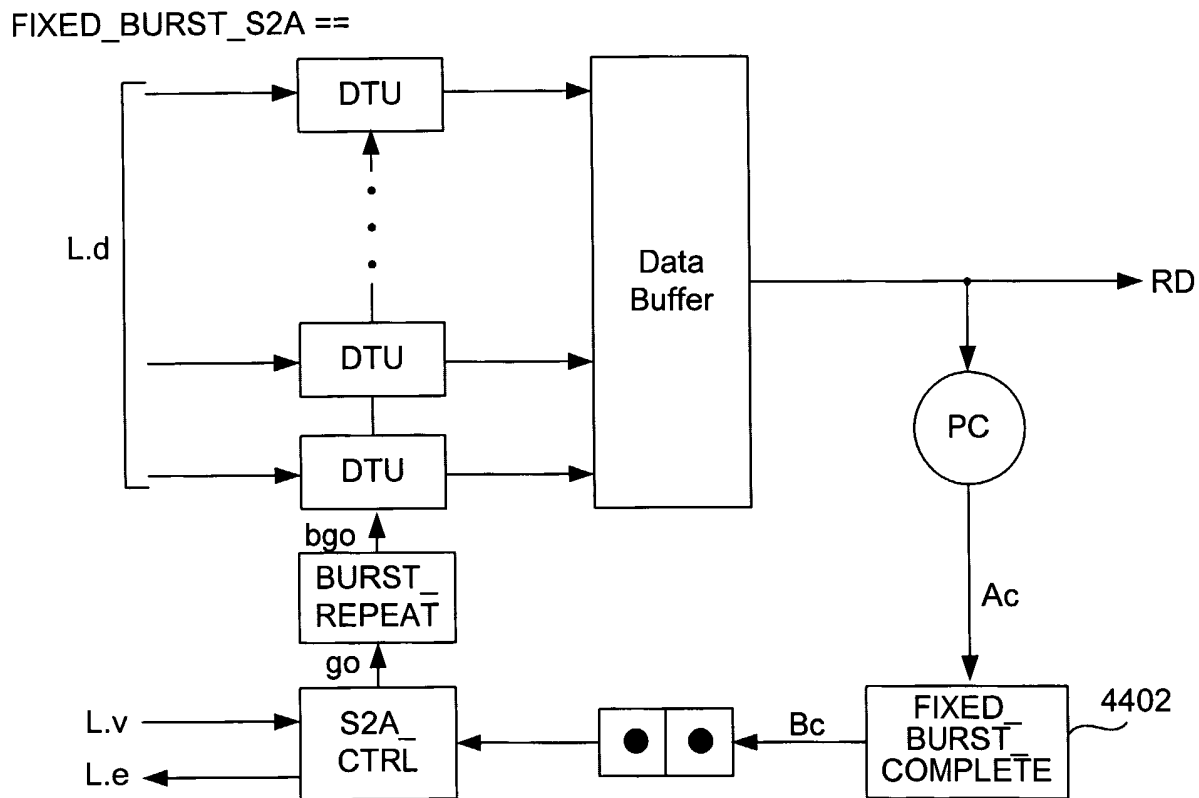 FIXED_BURST_S2A ==
DTU
L.d
Data
Buffer
RD
DTU
PC
DTU
bgo
BURST_
REPEAT
Ac
go
L.v
S2A_
CTRL
L.e
Bc
FIXED_
BURST_
COMPLETE
4402